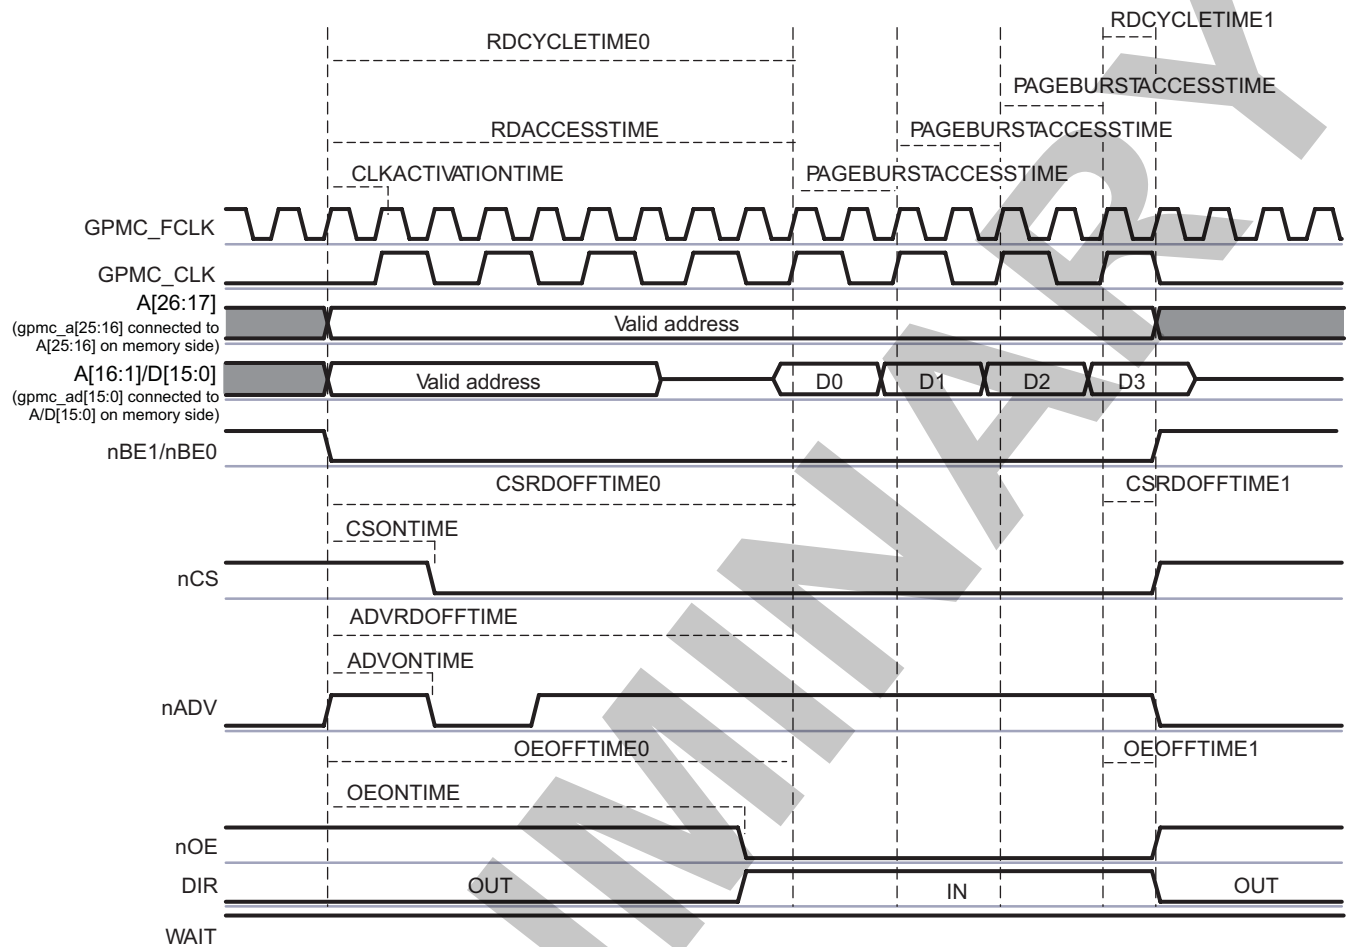 RDCYCLETIME1
RDCYCLETIME0
PAGEBURSTACCESSTIME
RDACCESSTIME
PAGEBURSTACCESSTIME
CLKACTIVATIONTIME
PAGEBURSTACCESSTIME
GPMC_FCLK
GPMC_CLK
A[26:17]
(gpmc_a[25:16] connected to
A[25:16] on memory side)
Valid address
A[16:1]/D[15:0]
(gpmc_ad[15:0] connected to
A/D[15:0] on memory side)
Valid address
D0
D1
D2
D3
nBE1/nBE0
CSRDOFFTIME0
CSRDOFFTIME1
CSONTIME
nCS
ADVRDOFFTIME
ADVONTIME
nADV
OEOFFTIME0
OEOFFTIME1
OEONTIME
nOE
DIR
OUT
IN
OUT
WAIT
MINARY